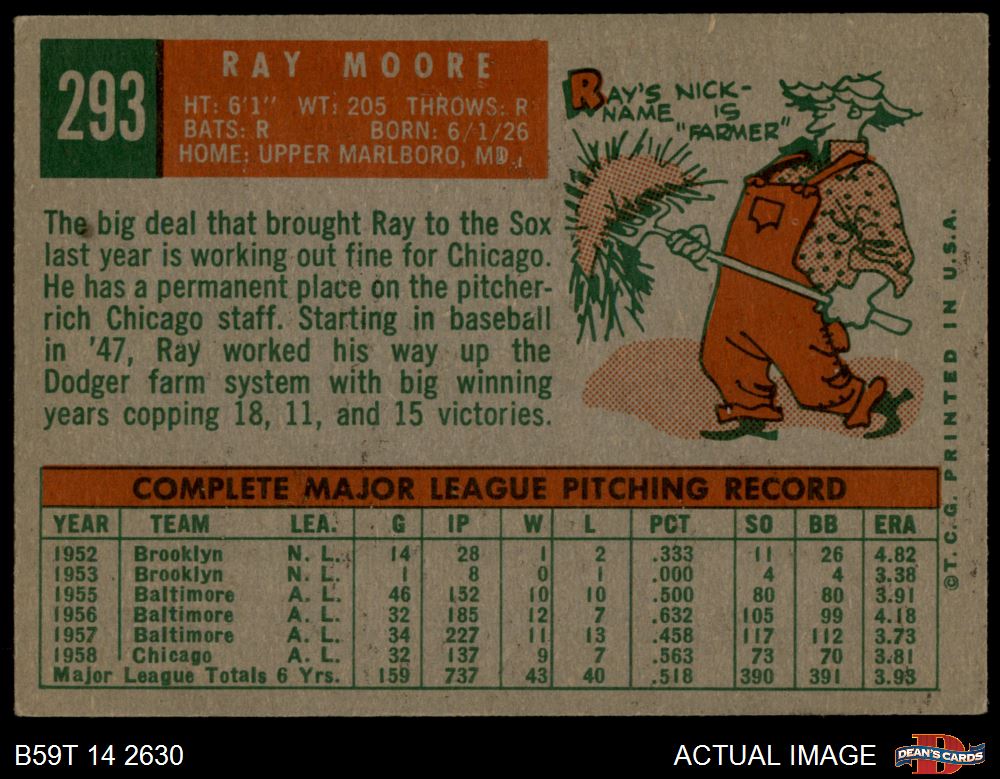 293
RAY MOORE
HT: 6'1" WT: 205 THROWS: R
BATS: R BORN: 6/1/26
HOME: UPPER MARLBORO, MD.
RAY'S NICK-
NAME IS
"FARMER"
The big deal that brought Ray to the Sox
last year is working out fine for Chicago.
He has a permanent place on the pitcher-
rich Chicago staff. Starting in baseball
in '47, Ray worked his way up the
Dodger farm system with big winning
years copping 18, 11, and 15 victories.
COMPLETE MAJOR LEAGUE PITCHING RECORD
YEAR TEAM LEA. G IP W L PCT SO BB ERA
1952 Brooklyn N. L. 14 28 1 2 .333 11 26 4.82
1953 Brooklyn N. L. 1 8 0 1 .000 4 4 3.38
1955 Baltimore A. L. 46 152 10 10 .500 80 80 3.91
1956 Baltimore A. L. 32 185 12 7 .632 105 99 4.18
1957 Baltimore A. L. 34 227 11 13 .458 117 112 3.73
1958 Chicago A. L. 32 137 9 7 .563 73 70 3.81
Major League Totals 6 Yrs. 159 737 43 40 .518 390 391 3.93
©T. C. G. PRINTED IN U.S.A.
B59T 14 2630
ACTUAL IMAGE
D
DEAN'S CARDS